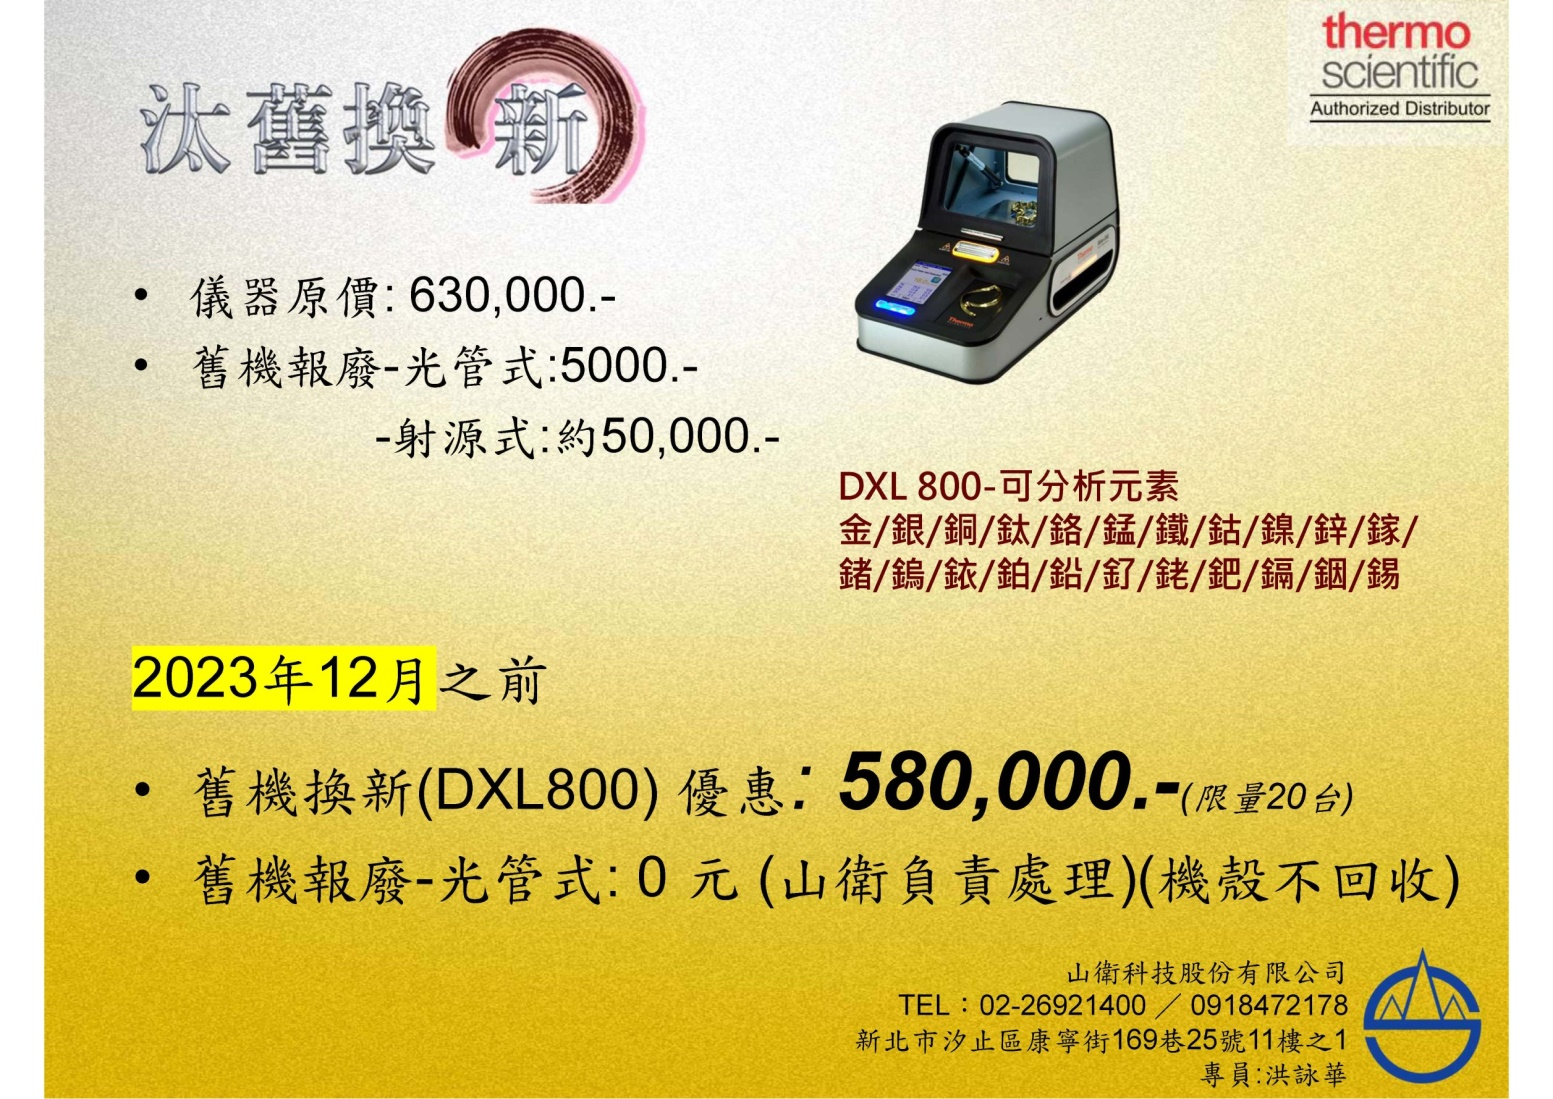 汰舊換新
thermo
scientific
Authorized Distributor
• 儀器原價: 630,000.-
• 舊機報廢-光管式:5000.-
-射源式:約50,000.-
DXL 800-可分析元素
金/銀/銅/鈦/鉻/錳/鐵/鈷/鎳/鋅/鎵/
鍺/鎢/銥/鉑/鉛/釕/銠/鈀/鎘/銦/錫
2023年12月之前
• 舊機換新(DXL800) 優惠: 580,000.-(限量20台)
• 舊機報廢-光管式: 0 元 (山衛負責處理)(機殼不回收)
山衛科技股份有限公司
TEL：02-26921400 ／ 0918472178
新北市汐止區康寧街169巷25號11樓之1
專員:洪詠華